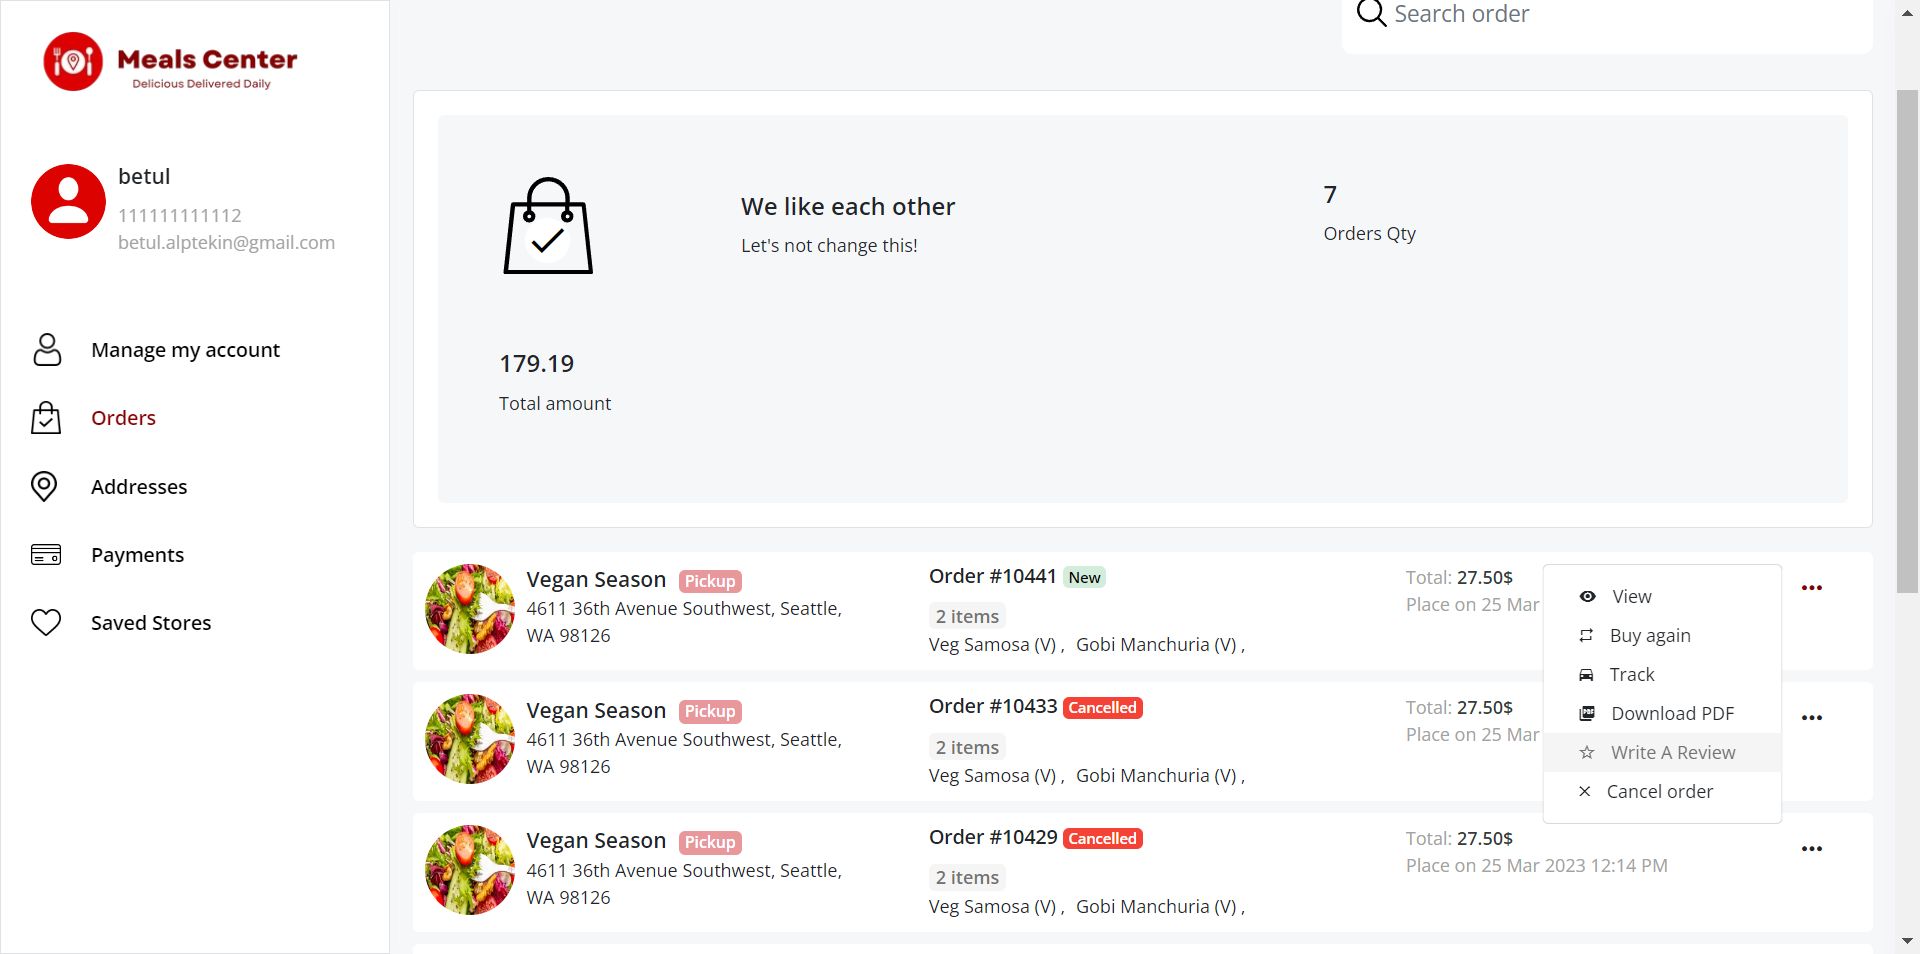 Meals Center
Delicious Delivered Daily
betul
111111111112
betul.alptekin@gmail.com
Manage my account
Orders
Addresses
Payments
Saved Stores
Search order
We like each other
Let's not change this!
7
Orders Qty
179.19
Total amount
Vegan Season Pickup
4611 36th Avenue Southwest, Seattle,
WA 98126
Order #10441 New
2 items
Veg Samosa (V) , Gobi Manchuria (V) ,
Total: 27.50$
Place on 25 Mar
View
Buy again
Track
Download PDF
Write A Review
Cancel order
Vegan Season Pickup
4611 36th Avenue Southwest, Seattle,
WA 98126
Order #10433 Cancelled
2 items
Veg Samosa (V) , Gobi Manchuria (V) ,
Total: 27.50$
Place on 25 Mar
Vegan Season Pickup
4611 36th Avenue Southwest, Seattle,
WA 98126
Order #10429 Cancelled
2 items
Veg Samosa (V) , Gobi Manchuria (V) ,
Total: 27.50$
Place on 25 Mar 2023 12:14 PM